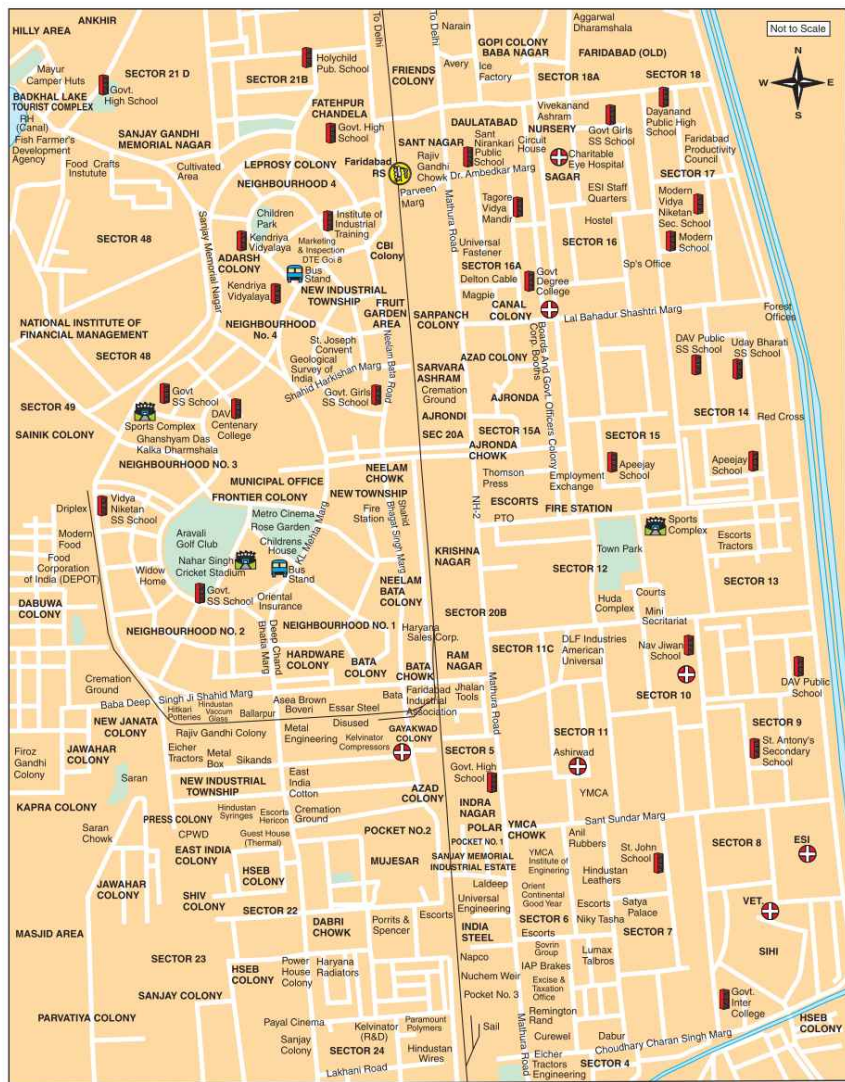 ANKHIR
HILLY AREA
To Delhi
To Delhi
Narain
Aggarwal
Dharamshala
Not to Scale
N
W E
S
Mayur
Camper Huts
Govt.
High School
SECTOR 21 D
Holychild
Pub. School
SECTOR 21B
FRIENDS
COLONY
Avery
Ice
Factory
GOPI COLONY
BABA NAGAR
FARIDABAD (OLD)
SECTOR 18A
SECTOR 18
BADKHAL LAKE
TOURIST COMPLEX
RH
(Canal)
Fish Farmer's
Development
Agency
SANJAY GANDHI
MEMORIAL NAGAR
FATEHPUR
CHANDELA
Govt. High
School
DAULATABAD
Vivekanand
Ashram
NURSERY
Govt Girls
SS School
Dayanand
Public High
School
SANT NAGAR
Sant
Nirankari
Public
School
Circuit
House
Charitable
Eye Hospital
Faridabad
Productivity
Council
Food Crafts
Instutute
Cultivated
Area
LEPROSY COLONY
Faridabad
RS
Rajiv
Gandhi
Chowk
Dr. Ambedkar Marg
SAGAR
SECTOR 17
NEIGHBOURHOOD 4
Parveen
Marg
ESI Staff
Quarters
Modern
Vidya
Niketan
Sec. School
Children
Park
Institute of
Industrial
Training
Mathura Road
Tagore
Vidya
Mandir
Hostel
SECTOR 48
Sanjay Memorial Nagar
Kendriya
Vidyalaya
Marketing
& Inspection
DTE Goi 8
CBI
Colony
Universal
Fastener
SECTOR 16
Modern School
ADARSH
COLONY
Bus
Stand
SECTOR 16A
Delton Cable
Govt
Degree
College
Sp's Office
Kendriya
Vidyalaya
NEW INDUSTRIAL
TOWNSHIP
FRUIT
GARDEN
AREA
Magpie
CANAL
COLONY
Forest
Offices
NATIONAL INSTITUTE OF
FINANCIAL MANAGEMENT
NEIGHBOURHOOD
No. 4
SARPANCH
COLONY
Lal Bahadur Shashtri Marg
SECTOR 48
St. Joseph
Convent
Geological
Survey of
India
Shahid Harkishan Marg
Neelam Bata Road
SARVARA
ASHRAM
AZAD COLONY
Boards And Govt. Officers Colony
Corp. Booths
DAV Public
SS School
Uday Bharati
SS School
Govt
SS School
Govt. Girls
SS School
Cremation
Ground
AJRONDA
SECTOR 49
Sports Complex
DAV
Centenary
College
AJRONDI
SECTOR 14
Red Cross
SAINIK COLONY
Ghanshyam Das
Kalka Dharmshala
SEC 20A
SECTOR 15A
AJRONDA
CHOWK
SECTOR 15
NEIGHBOURHOOD NO. 3
NEELAM
CHOWK
Apeejay
School
Apeejay
School
MUNICIPAL OFFICE
Thomson
Press
Employment
Exchange
FRONTIER COLONY
NEW TOWNSHIP
NH-2
ESCORTS
Driplex
Vidya
Niketan
SS School
Metro Cinema
Rose Garden
Fire
Station
Shahid
Bhagat Singh Marg
PTO
FIRE STATION
Sports
Complex
Modern
Food
Aravali
Golf Club
Childrens
House
KL Mehta Marg
Town Park
Escorts
Tractors
Food
Corporation
of India (DEPOT)
Widow
Home
Nahar Singh
Cricket Stadium
Bus
Stand
KRISHNA
NAGAR
SECTOR 12
SECTOR 13
DABUWA
COLONY
Govt.
SS School
Oriental
Insurance
NEELAM
BATA
COLONY
Huda
Complex
Courts
Mini
Secritariat
NEIGHBOURHOOD NO. 2
NEIGHBOURHOOD NO. 1
Haryana
Sales Corp.
SECTOR 20B
Deep Chand
Bhatia Marg
HARDWARE
COLONY
RAM
NAGAR
SECTOR 11C
DLF Industries
American
Universal
Nav Jiwan
School
Cremation
Ground
BATA
COLONY
BATA
CHOWK
Mathura Road
DAV Public
School
Baba Deep Singh Ji Shahid Marg
Bata
Faridabad
Industrial
Association
Jhalan
Tools
SECTOR 10
Hitkari
Potteries
Hindustan
Vaccum
Glass
Ballarpur
Asea Brown
Boveri
Essar Steel
NEW JANATA
COLONY
Rajiv Gandhi Colony
Metal
Engineering
Disused
GAYAKWAD
COLONY
SECTOR 9
Firoz
Gandhi
Colony
JAWAHAR
COLONY
Eicher
Tractors
Metal
Box
Sikands
Kelvinator
Compressors
SECTOR 5
SECTOR 11
St. Antony's
Secondary
School
Saran
NEW INDUSTRIAL
TOWNSHIP
East
India
Cotton
Govt. High
School
Ashirwad
AZAD
COLONY
YMCA
KAPRA COLONY
Hindustan
Syringes
Escorts
Hericon
Cremation
Ground
INDRA
NAGAR
Sant Sundar Marg
PRESS COLONY
Saran
Chowk
CPWD
Guest House
(Thermal)
POCKET NO.2
POLAR
YMCA
CHOWK
Anil
Rubbers
SECTOR 8
ESI
EAST INDIA
COLONY
POCKET NO. 1
St. John
School
MUJESAR
SANJAY MEMORIAL
INDUSTRIAL ESTATE
YMCA
Institute of
Enginering
Hindustan
Leathers
HSEB
COLONY
JAWAHAR
COLONY
Laldeep
Orient
Continental
Good Year
SHIV
COLONY
Universal
Engineering
Escorts
Satya
Palace
VET.
SECTOR 22
DABRI
CHOWK
Porrits &
Spencer
Escorts
SECTOR 6
Niky Tasha
MASJID AREA
INDIA
STEEL
Escorts
SECTOR 7
Sovrin
Group
Lumax
Talbros
SIHI
SECTOR 23
HSEB
COLONY
Power
House
Colony
Haryana
Radiators
Napco
IAP Brakes
Nuchem Weir
Excise &
Taxation
Office
SANJAY COLONY
Pocket No. 3
Govt.
Inter
College
PARVATIYA COLONY
Remington
Rand
HSEB
COLONY
Payal Cinema
Kelvinator
(R&D)
Paramount
Polymers
Sail
Mathura Road
Curewel
Dabur
Choudhary Charan Singh Marg
Sanjay
Colony
SECTOR 24
Hindustan
Wires
Eicher
Tractors
Engineering
SECTOR 4
Lakhani Road